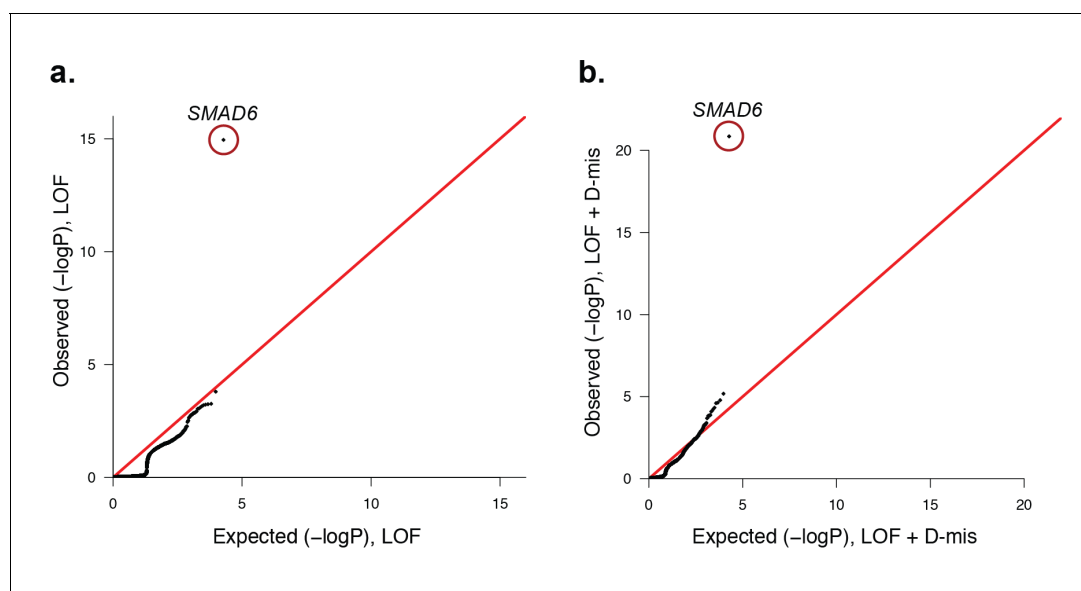 a.
SMAD6
15
10
5
0
Observed (−logP), LOF
0
5
10
15
Expected (−logP), LOF
b.
SMAD6
20
15
10
5
0
Observed (−logP), LOF + D-mis
0
5
10
15
20
Expected (−logP), LOF + D-mis